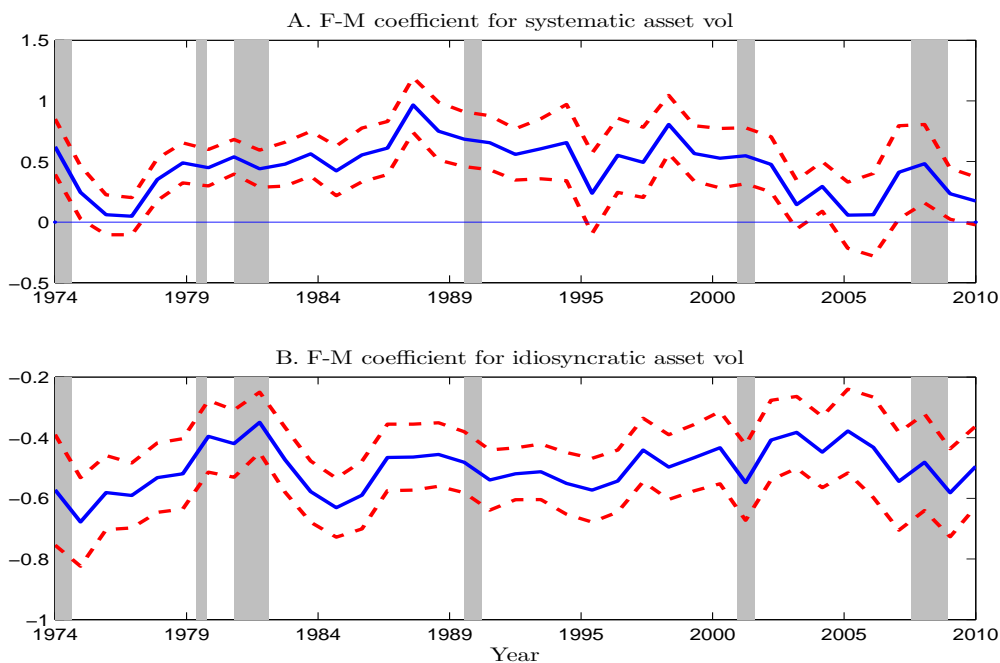 A. F-M coefficient for systematic asset vol
1.5
1
0.5
0
−0.5
1974 1979 1984 1989 1995 2000 2005 2010
B. F-M coefficient for idiosyncratic asset vol
−0.2
−0.4
−0.6
−0.8
−1
1974 1979 1984 1989 1995 2000 2005 2010
Year